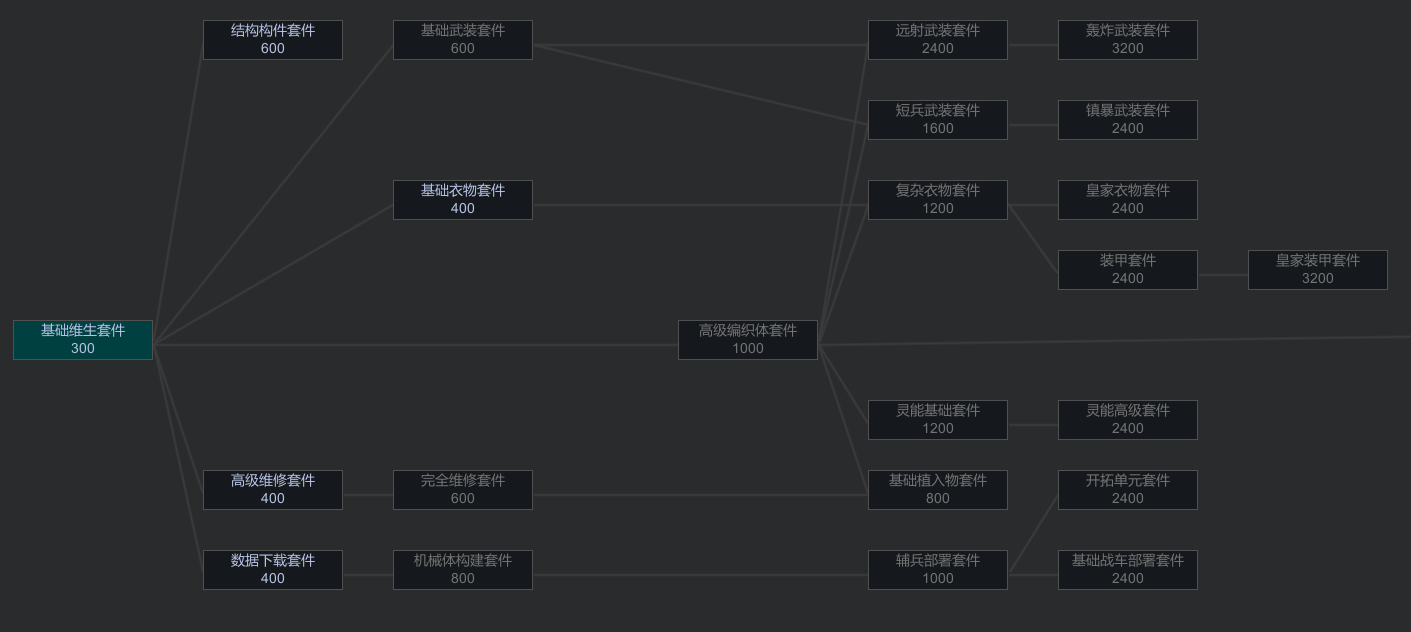 结构构件套件
600
基础武装套件
600
远射武装套件
2400
轰炸武装套件
3200
短兵武装套件
1600
镇暴武装套件
2400
基础衣物套件
400
复杂衣物套件
1200
皇家衣物套件
2400
装甲套件
2400
皇家装甲套件
3200
基础维生套件
300
高级编织体套件
1000
灵能基础套件
1200
灵能高级套件
2400
高级维修套件
400
完全维修套件
600
基础植入物套件
800
开拓单元套件
2400
数据下载套件
400
机械体构建套件
800
辅兵部署套件
1000
基础战车部署套件
2400